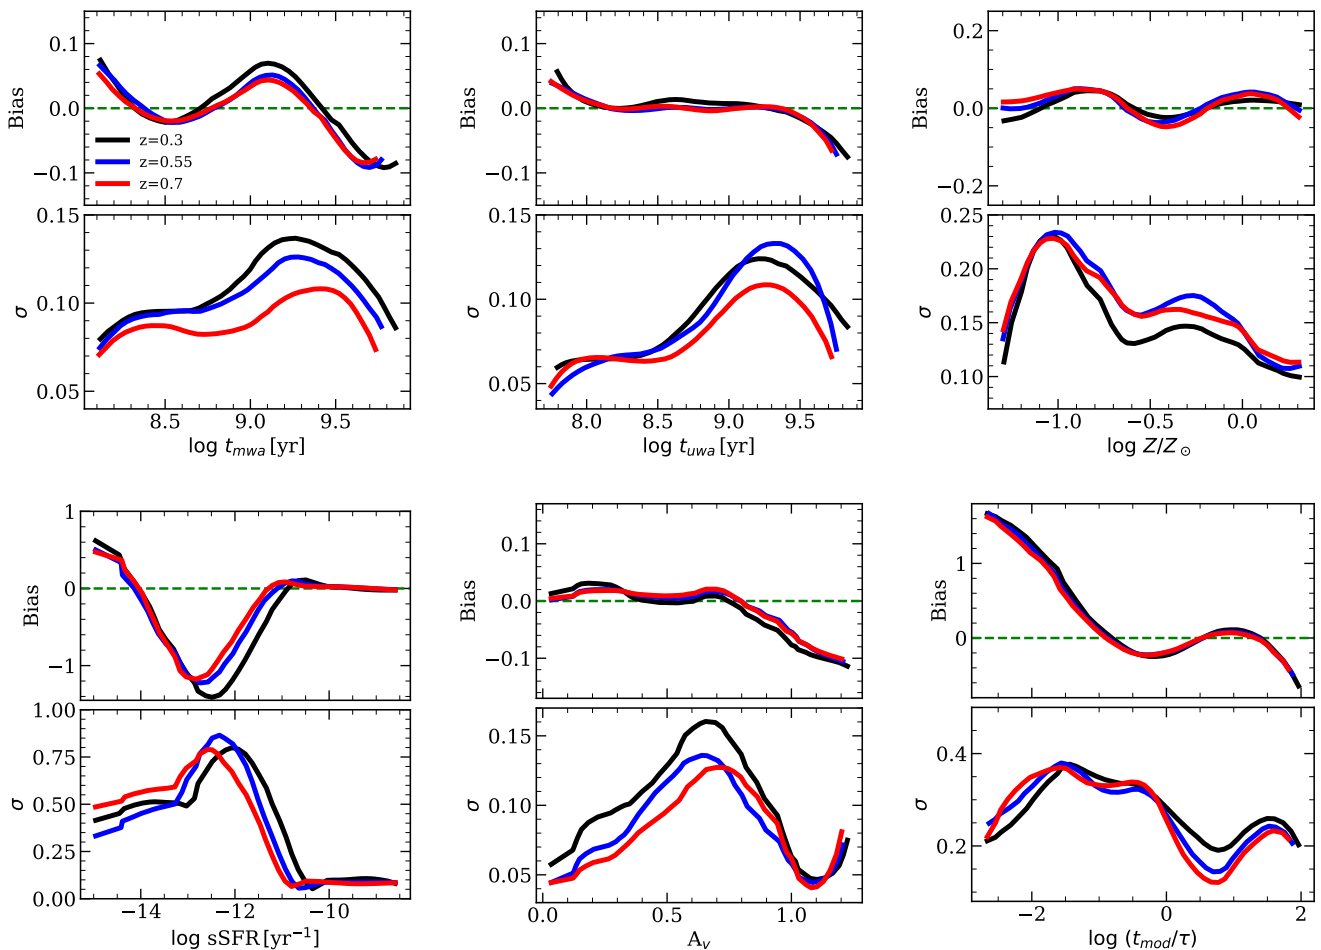 0.1
0.0
−0.1
Bias
z=0.3
z=0.55
z=0.7
0.15
0.10
0.05
σ
8.5 9.0 9.5
log t_mwa [yr]
0.1
0.0
−0.1
Bias
0.10
0.05
σ
8.0 8.5 9.0 9.5
log t_uwa [yr]
0.2
0.0
−0.2
Bias
0.25
0.20
0.15
0.10
σ
−1.0 −0.5 0.0
log Z/Z⊙
1
0
−1
Bias
1.00
0.75
0.50
0.25
0.00
σ
−14 −12 −10
log sSFR [yr⁻¹]
0.1
0.0
−0.1
Bias
0.15
0.10
0.05
σ
0.0 0.5 1.0
A_v
1
0
Bias
0.4
0.2
σ
−2 0 2
log (t_mod/τ)